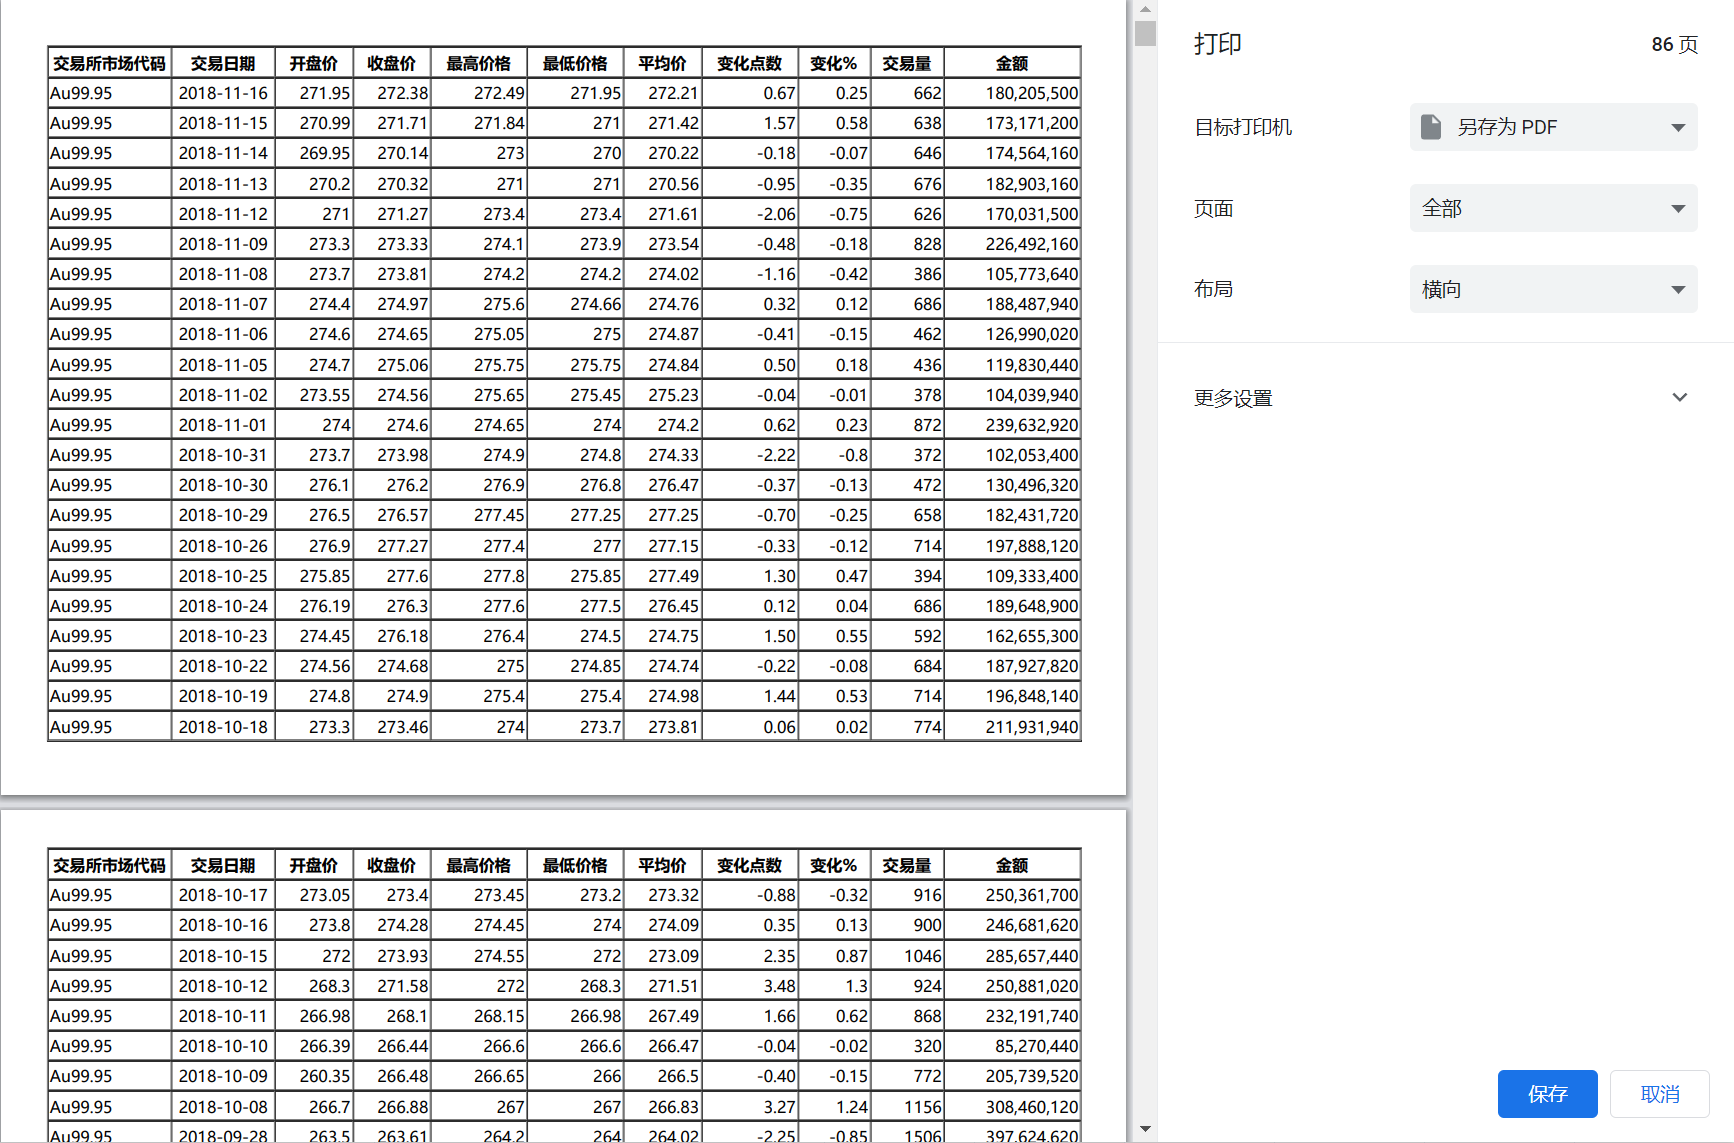 交易所市场代码 交易日期 开盘价 收盘价 最高价格 最低价格 平均价 变化点数 变化% 交易量 金额
Au99.95 2018-11-16 271.95 272.38 272.49 271.95 272.21 0.67 0.25 662 180,205,500
Au99.95 2018-11-15 270.99 271.71 271.84 271 271.42 1.57 0.58 638 173,171,200
Au99.95 2018-11-14 269.95 270.14 273 270 270.22 -0.18 -0.07 646 174,564,160
Au99.95 2018-11-13 270.2 270.32 271 271 270.56 -0.95 -0.35 676 182,903,160
Au99.95 2018-11-12 271 271.27 273.4 273.4 271.61 -2.06 -0.75 626 170,031,500
Au99.95 2018-11-09 273.3 273.33 274.1 273.9 273.54 -0.48 -0.18 828 226,492,160
Au99.95 2018-11-08 273.7 273.81 274.2 274.2 274.02 -1.16 -0.42 386 105,773,640
Au99.95 2018-11-07 274.4 274.97 275.6 274.66 274.76 0.32 0.12 686 188,487,940
Au99.95 2018-11-06 274.6 274.65 275.05 275 274.87 -0.41 -0.15 462 126,990,020
Au99.95 2018-11-05 274.7 275.06 275.75 275.75 274.84 0.50 0.18 436 119,830,440
Au99.95 2018-11-02 273.55 274.56 275.65 275.45 275.23 -0.04 -0.01 378 104,039,940
Au99.95 2018-11-01 274 274.6 274.65 274 274.2 0.62 0.23 872 239,632,920
Au99.95 2018-10-31 273.7 273.98 274.9 274.8 274.33 -2.22 -0.8 372 102,053,400
Au99.95 2018-10-30 276.1 276.2 276.9 276.8 276.47 -0.37 -0.13 472 130,496,320
Au99.95 2018-10-29 276.5 276.57 277.45 277.25 277.25 -0.70 -0.25 658 182,431,720
Au99.95 2018-10-26 276.9 277.27 277.4 277 277.15 -0.33 -0.12 714 197,888,120
Au99.95 2018-10-25 275.85 277.6 277.8 275.85 277.49 1.30 0.47 394 109,333,400
Au99.95 2018-10-24 276.19 276.3 277.6 277.5 276.45 0.12 0.04 686 189,648,900
Au99.95 2018-10-23 274.45 276.18 276.4 274.5 274.75 1.50 0.55 592 162,655,300
Au99.95 2018-10-22 274.56 274.68 275 274.85 274.74 -0.22 -0.08 684 187,927,820
Au99.95 2018-10-19 274.8 274.9 275.4 275.4 274.98 1.44 0.53 714 196,848,140
Au99.95 2018-10-18 273.3 273.46 274 273.7 273.81 0.06 0.02 774 211,931,940
交易所市场代码 交易日期 开盘价 收盘价 最高价格 最低价格 平均价 变化点数 变化% 交易量 金额
Au99.95 2018-10-17 273.05 273.4 273.45 273.2 273.32 -0.88 -0.32 916 250,361,700
Au99.95 2018-10-16 273.8 274.28 274.45 274 274.09 0.35 0.13 900 246,681,620
Au99.95 2018-10-15 272 273.93 274.55 272 273.09 2.35 0.87 1046 285,657,440
Au99.95 2018-10-12 268.3 271.58 272 268.3 271.51 3.48 1.3 924 250,881,020
Au99.95 2018-10-11 266.98 268.1 268.15 266.98 267.49 1.66 0.62 868 232,191,740
Au99.95 2018-10-10 266.39 266.44 266.6 266.6 266.47 -0.04 -0.02 320 85,270,440
Au99.95 2018-10-09 260.35 266.48 266.65 266 266.5 -0.40 -0.15 772 205,739,520
Au99.95 2018-10-08 266.7 266.88 267 267 266.83 3.27 1.24 1156 308,460,120
Au99.95 2018-09-28 263.5 263.61 264.2 264 264.02 -2.25 -0.85 1506 397,624,620
打印 86 页
目标打印机 另存为 PDF
页面 全部
布局 横向
更多设置
保存 取消